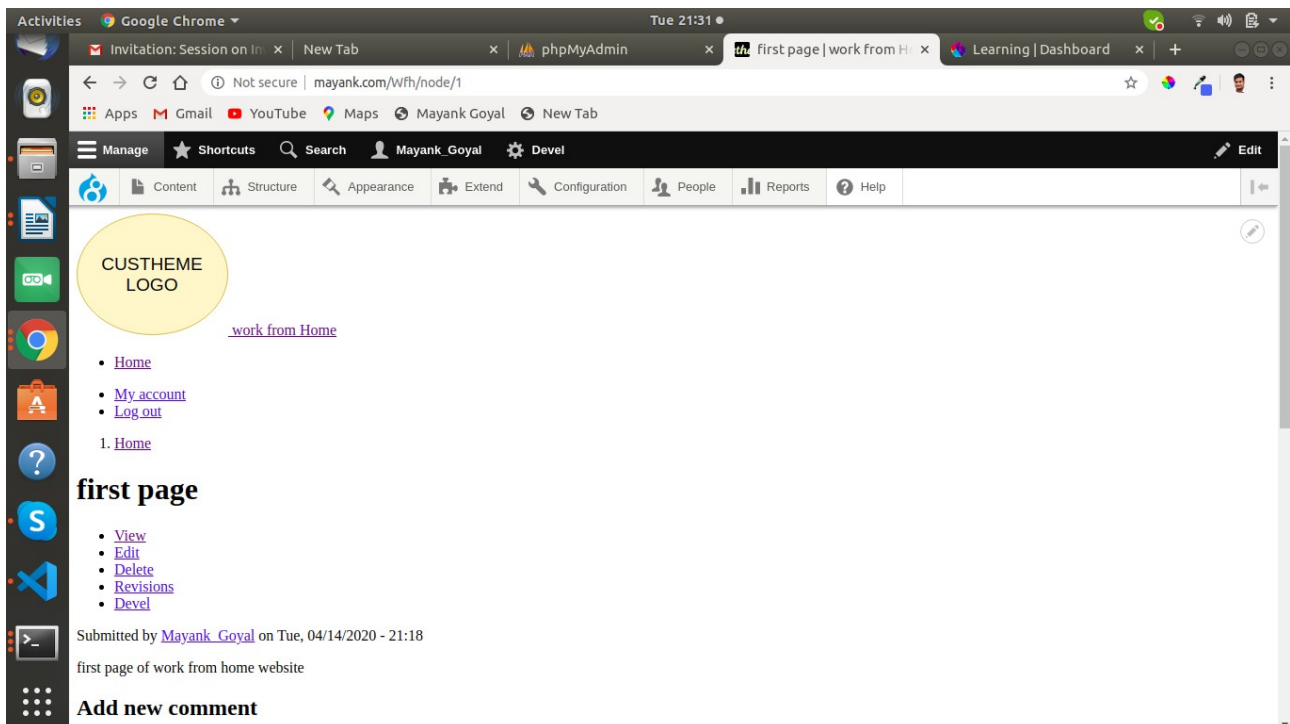 Activities Google Chrome Tue 21:31
Invitation: Session on In New Tab phpMyAdmin first page | work from H Learning | Dashboard
Not secure | mayank.com/Wfh/node/1
Apps Gmail YouTube Maps Mayank Goyal New Tab
Manage Shortcuts Search Mayank_Goyal Devel Edit
Content Structure Appearance Extend Configuration People Reports Help
CUSTHEME
LOGO
work from Home
Home
My account
Log out
1. Home
first page
View
Edit
Delete
Revisions
Devel
Submitted by Mayank_Goyal on Tue, 04/14/2020 - 21:18
first page of work from home website
Add new comment